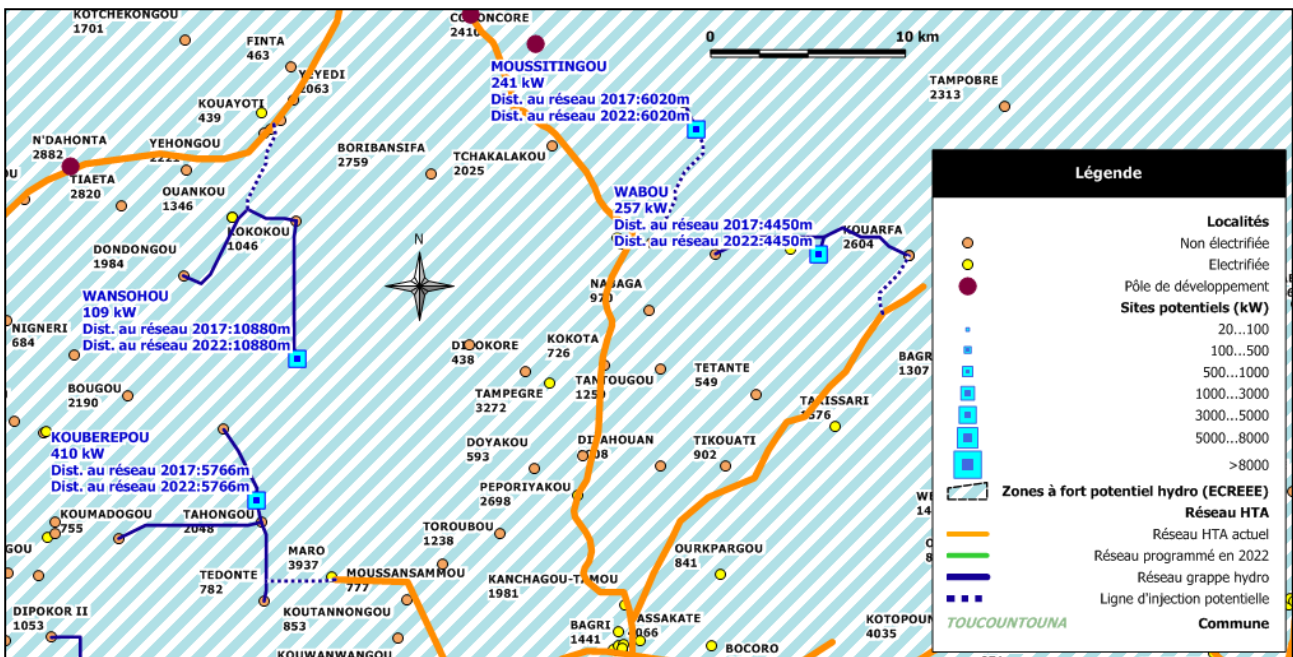 KOTCHEKONGOU
1701
FINTA
463
YEYEDI
2063
KOUAYOTI
439
N'DAHONTA
2882
YEHONGOU
TIAETA
2820
OUANKOU
1346
KOKOKOU
1046
DONDONGOU
1984
BORIBANSIFA
2759
2410
MOUSSITINGOU
241 kW
Dist. au réseau 2017:6020m
Dist. au réseau 2022:6020m
TCHAKALAKOU
2025
0
10 km
TAMPOBRE
2313
WABOU
257 kW
Dist. au réseau 2017:4450m
Dist. au réseau 2022:4450m
KOUARFA
2604
N
WANSOHOU
109 kW
Dist. au réseau 2017:10880m
Dist. au réseau 2022:10880m
NIGNERI
684
BOUGOU
2190
NABAGA
970
KOKOTA
726
438
TAMPEGRE
3272
TANTOUGOU
TETANTE
549
BAGRI
1307
DOYAKOU
593
TIKOUATI
902
PEPORIYAKOU
2698
KOUBEREPOU
410 kW
Dist. au réseau 2017:5766m
Dist. au réseau 2022:5766m
KOUMADOGOU
755
TAHONGOU
2048
GOU
TOROUBOU
1238
MARO
3937
MOUSSANSAMMOU
777
TEDONTE
782
KOUTANNONGOU
853
KANCHAGOU-TAMOU
1981
OURKPARGOU
841
DIPOKOR II
1053
KOUWANWANGOU
BAGRI
1441
BOCORO
KOTOPOUN
4035
Légende
Localités
Non électrifiée
Electrifiée
Pôle de développement
Sites potentiels (kW)
20...100
100...500
500...1000
1000...3000
3000...5000
5000...8000
>8000
Zones à fort potentiel hydro (ECREEE)
Réseau HTA
Réseau HTA actuel
Réseau programmé en 2022
Réseau grappe hydro
Ligne d'injection potentielle
TOUCOUNTOUNA Commune